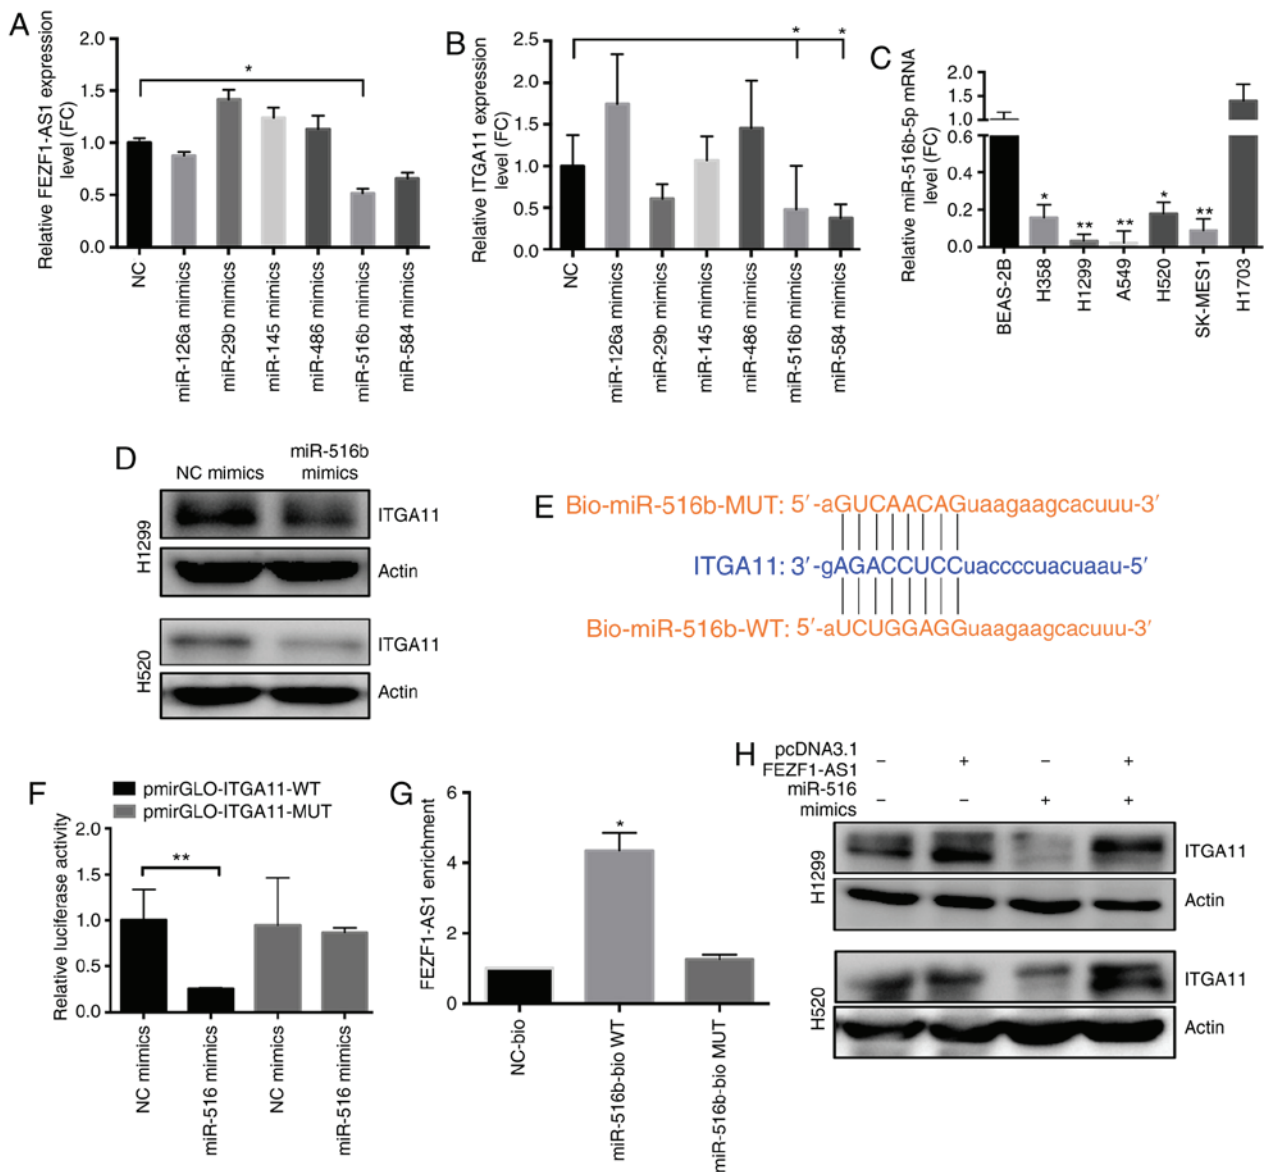 A
Relative FEZF1-AS1 expression
level (FC)
2.0
1.5
1.0
0.5
0.0
*
NC
miR-126a mimics
miR-29b mimics
miR-145 mimics
miR-486 mimics
miR-516b mimics
miR-584 mimics
B
Relative ITGA11 expression
level (FC)
2.5
2.0
1.5
1.0
0.5
0.0
* *
NC
miR-126a mimics
miR-29b mimics
miR-145 mimics
miR-486 mimics
miR-516b mimics
miR-584 mimics
C
Relative miR-516b-5p mRNA
level (FC)
2.0
1.5
1.0
0.6
0.4
0.2
0.0
* ** ** * **
BEAS-2B
H358
H1299
A549
H520
SK-MES1
H1703
D
NC mimics
miR-516b
mimics
H1299
ITGA11
Actin
H520
ITGA11
Actin
E
Bio-miR-516b-MUT: 5′-aGUCAACAGuaagaagcacuuu-3′
ITGA11: 3′-gAGACCUCCuaccccuacuaau-5′
Bio-miR-516b-WT: 5′-aUCUGGAGGuaagaagcacuuu-3′
F
pmirGLO-ITGA11-WT
pmirGLO-ITGA11-MUT
Relative luciferase activity
2.0
1.5
1.0
0.5
0.0
**
NC mimics
miR-516 mimics
NC mimics
miR-516 mimics
G
FEZF1-AS1 enrichment
6
4
2
0
*
NC-bio
miR-516b-bio WT
miR-516b-bio MUT
H
pcDNA3.1
FEZF1-AS1
− + − +
miR-516
mimics
− − + +
H1299
ITGA11
Actin
H520
ITGA11
Actin